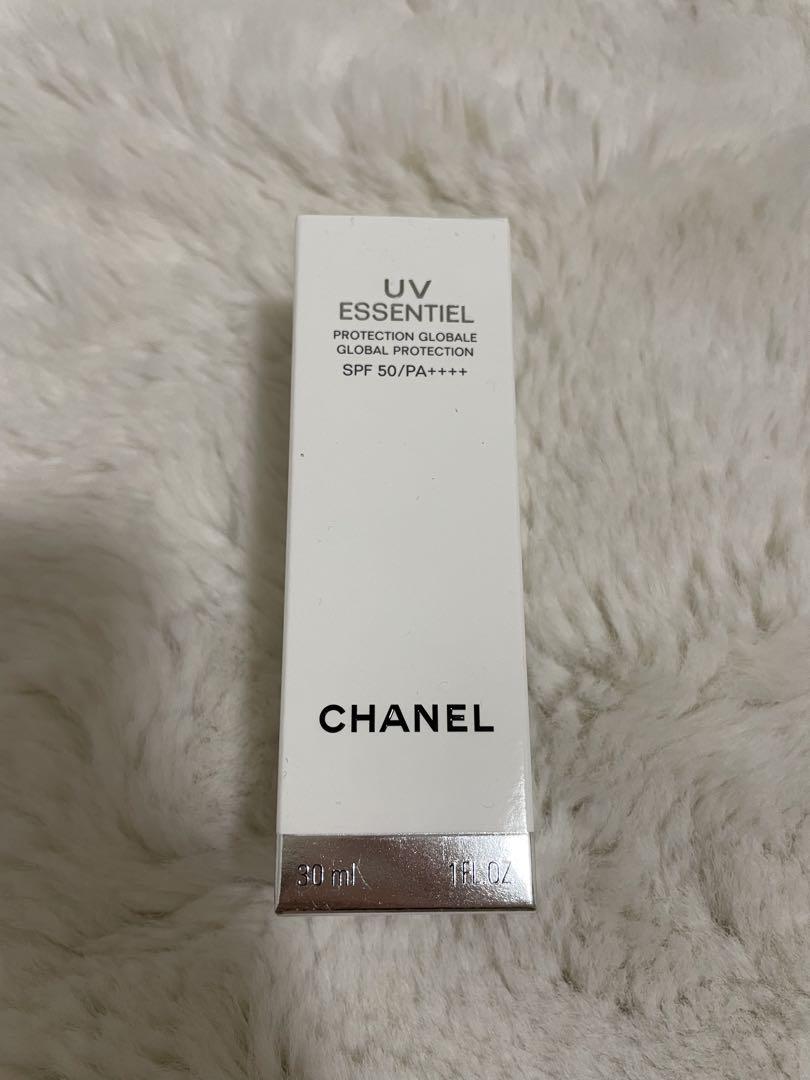 UV
ESSENTIEL
PROTECTION GLOBALE
GLOBAL PROTECTION
SPF 50/PA++++
CHANEL
30 ml 1 FL.OZ